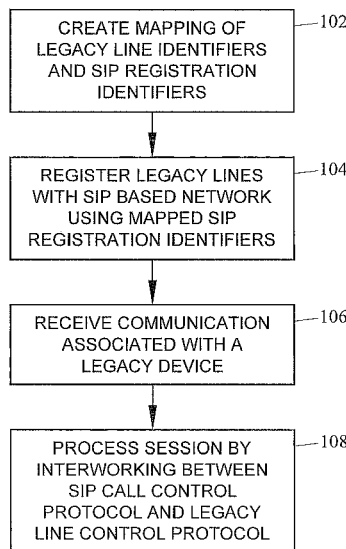 CREATE MAPPING OF
LEGACY LINE IDENTIFIERS
AND SIP REGISTRATION
IDENTIFIERS
102
REGISTER LEGACY LINES
WITH SIP BASED NETWORK
USING MAPPED SIP
REGISTRATION IDENTIFIERS
104
RECEIVE COMMUNICATION
ASSOCIATED WITH A
LEGACY DEVICE
106
PROCESS SESSION BY
INTERWORKING BETWEEN
SIP CALL CONTROL
PROTOCOL AND LEGACY
LINE CONTROL PROTOCOL
108